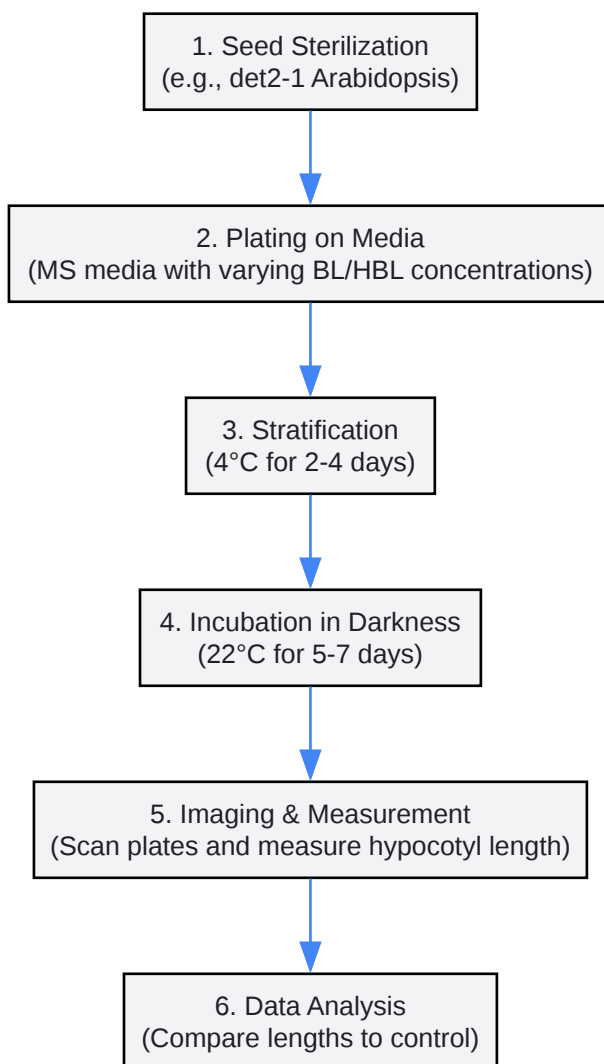 1. Seed Sterilization
(e.g., det2-1 Arabidopsis)
2. Plating on Media
(MS media with varying BL/HBL concentrations)
3. Stratification
(4°C for 2-4 days)
4. Incubation in Darkness
(22°C for 5-7 days)
5. Imaging & Measurement
(Scan plates and measure hypocotyl length)
6. Data Analysis
(Compare lengths to control)